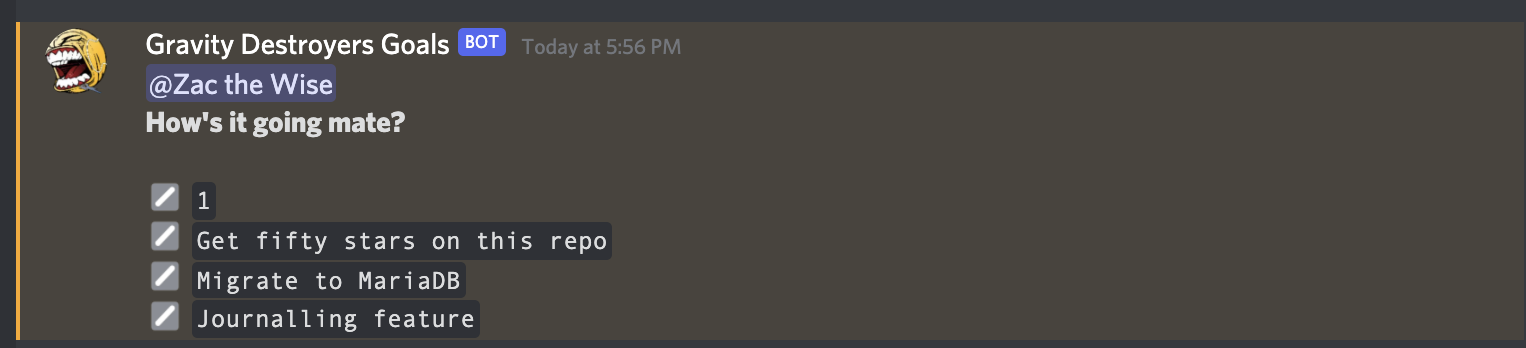 Gravity Destroyers Goals BOT Today at 5:56 PM
@Zac the Wise
How's it going mate?
1
Get fifty stars on this repo
Migrate to MariaDB
Journalling feature